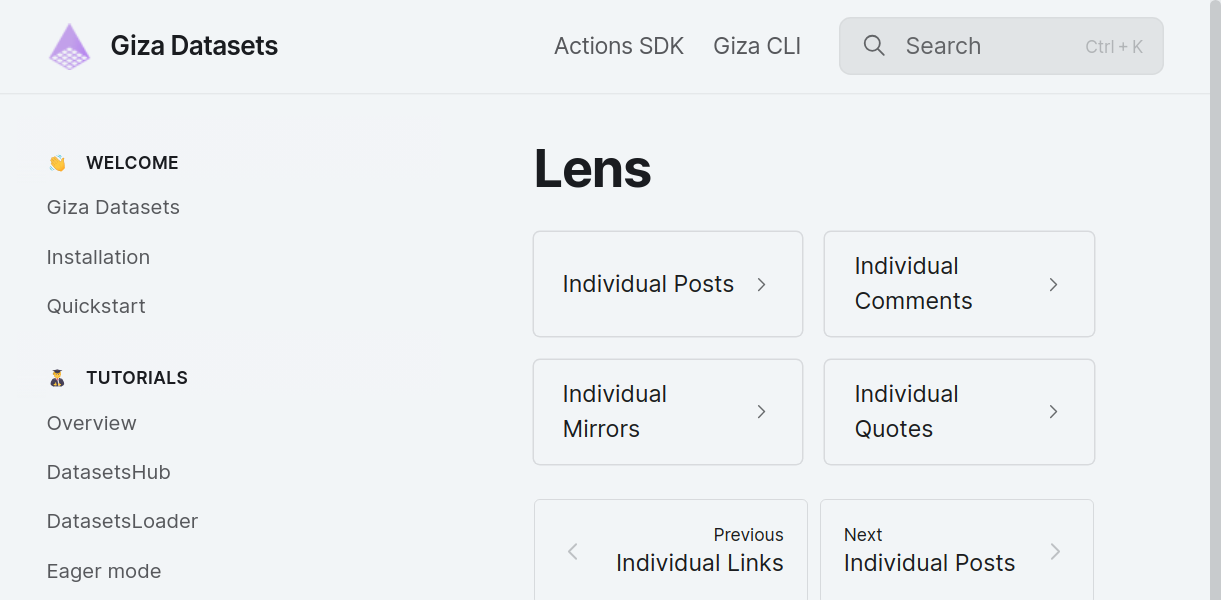 Giza Datasets
Actions SDK
Giza CLI
Search
Ctrl + K
WELCOME
Giza Datasets
Installation
Quickstart
TUTORIALS
Overview
DatasetsHub
DatasetsLoader
Eager mode
Lens
Individual Posts
Individual
Comments
Individual
Mirrors
Individual
Quotes
Previous
Individual Links
Next
Individual Posts